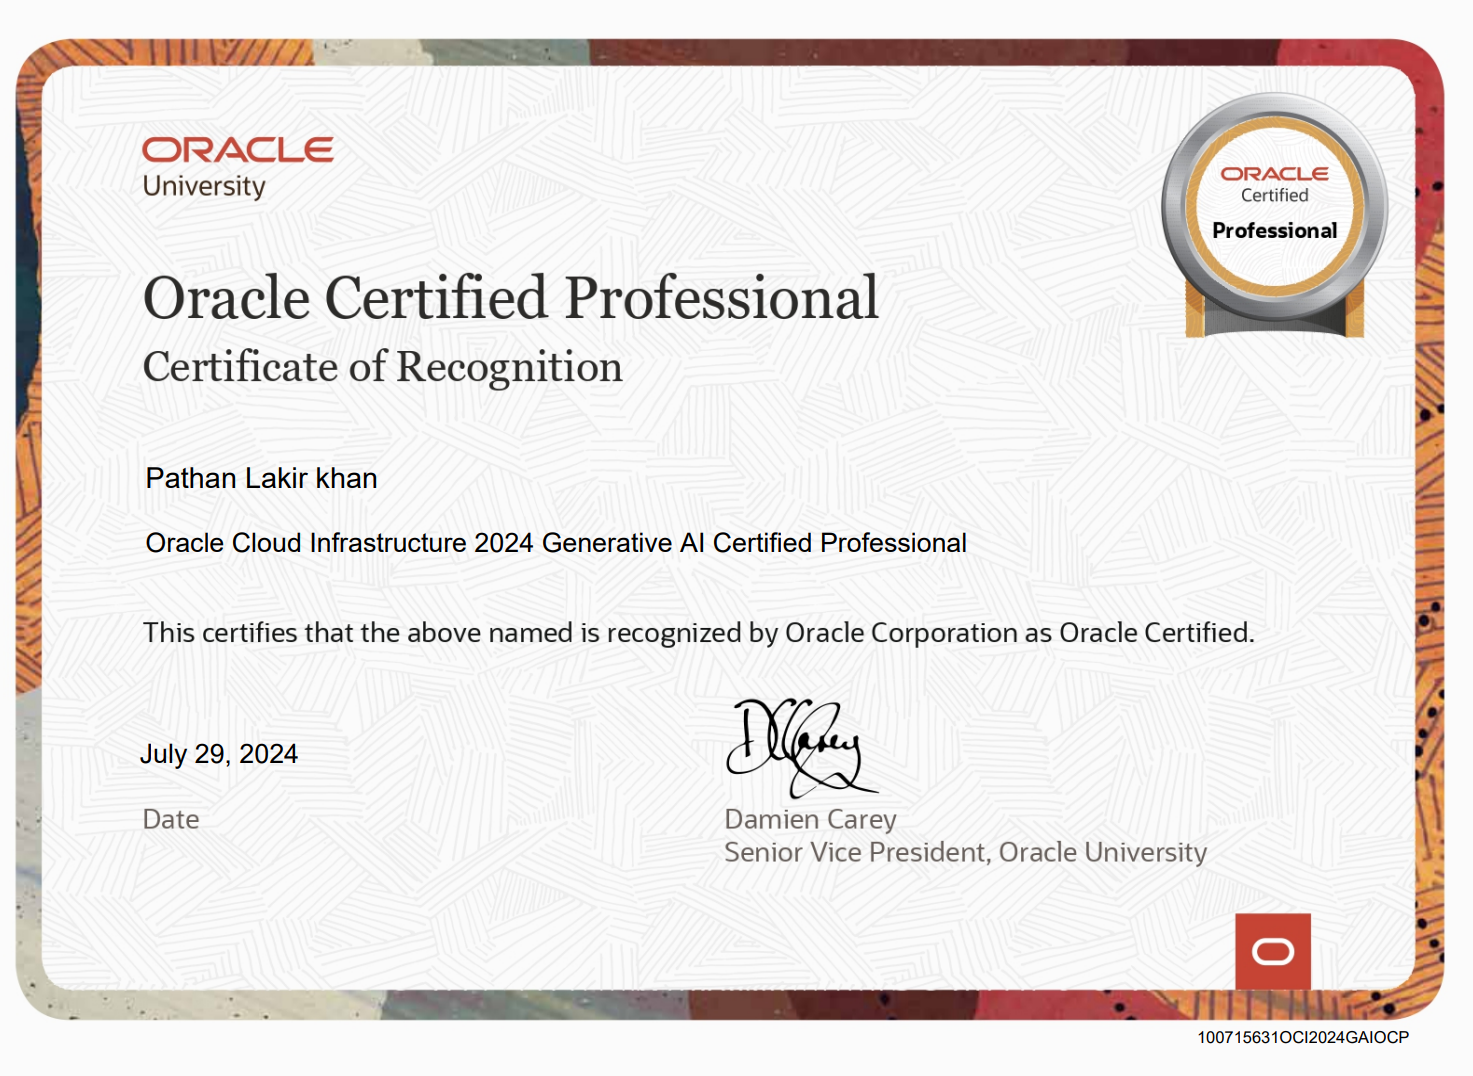 ORACLE
University
ORACLE
Certified
Professional
Oracle Certified Professional
Certificate of Recognition
Pathan Lakir khan
Oracle Cloud Infrastructure 2024 Generative AI Certified Professional
This certifies that the above named is recognized by Oracle Corporation as Oracle Certified.
July 29, 2024
Date
DCCarey
Damien Carey
Senior Vice President, Oracle University
100715631OCI2024GAIOCP